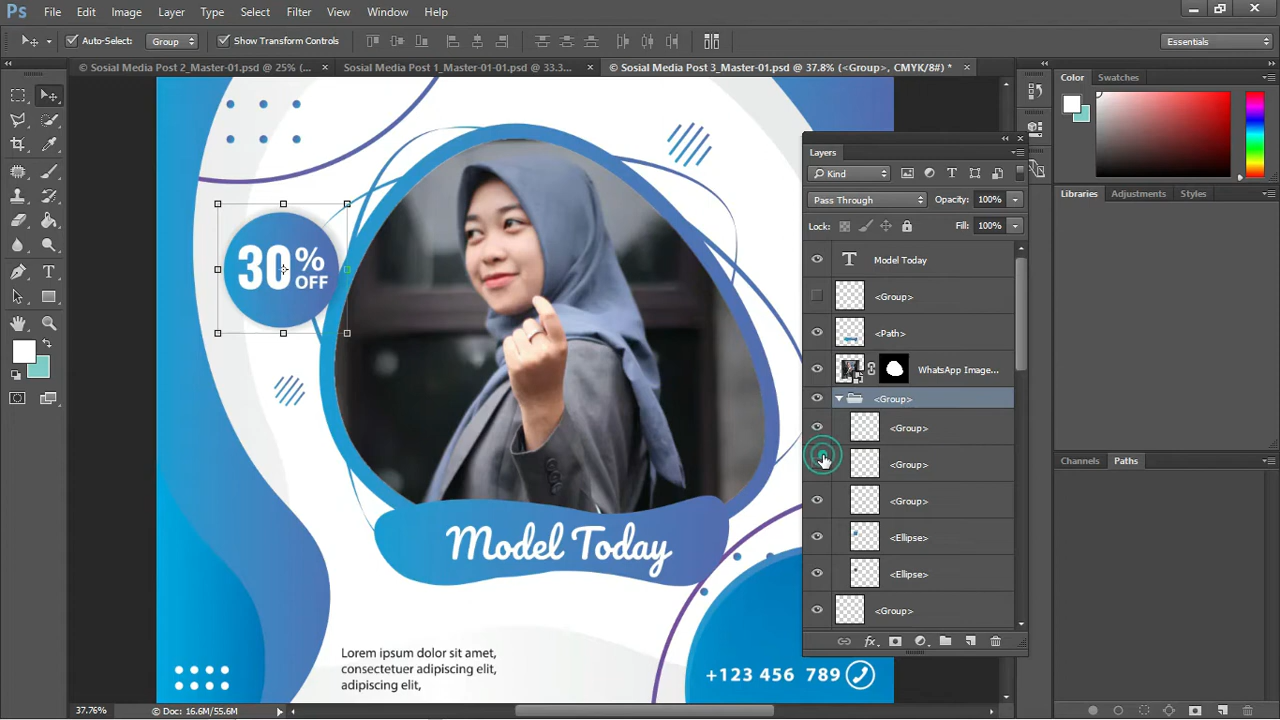 Ps File Edit Image Layer Type Select Filter View Window Help
Auto-Select: Group Show Transform Controls Essentials
© Social Media Post 2_Master-01.psd @ 25% (... × Social Media Post 1_Master-01-01.psd @ 33.3... × © Social Media Post 3_Master-01.psd @ 37.8% (<Group>, CMYK/8#) * ×
Color Swatches
Libraries Adjustments Styles
Channels Paths
Layers
Kind
Pass Through Opacity: 100%
Lock: Fill: 100%
Model Today
<Group>
<Path>
WhatsApp Image...
<Group>
<Group>
<Group>
<Group>
<Ellipse>
<Ellipse>
<Group>
30%
OFF
Model Today
Lorem ipsum dolor sit amet,
consectetuer adipiscing elit,
adipiscing elit,
+123 456 789
37.76% Doc: 16.6M/55.6M